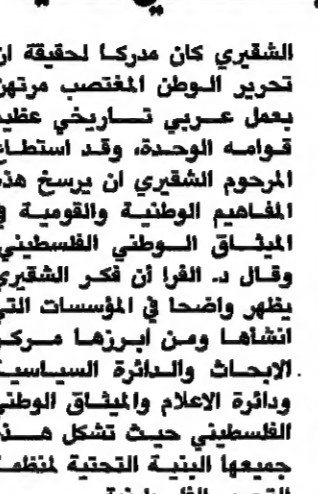 الشقيري كان مدركا لحقيقة ان
تحرير الوطن المغتصب مرتهن
بعمل عربي تاريخي عظيم
قوامه الوحدة، وقد استطاع
المرحوم الشقيري ان يرسخ هذه
المفاهيم الوطنية والقومية في
الميثاق الوطني الفلسطيني
وقال د. الفرا أن فكر الشقيري
يظهر واضحا في المؤسسات التي
انشأها ومن ابرزها مركز
الابحاث والدائرة السياسية
ودائرة الاعلام والميثاق الوطني
الفلسطيني حيث تشكل هذه
جميعها البنية التحتية لمنظمة